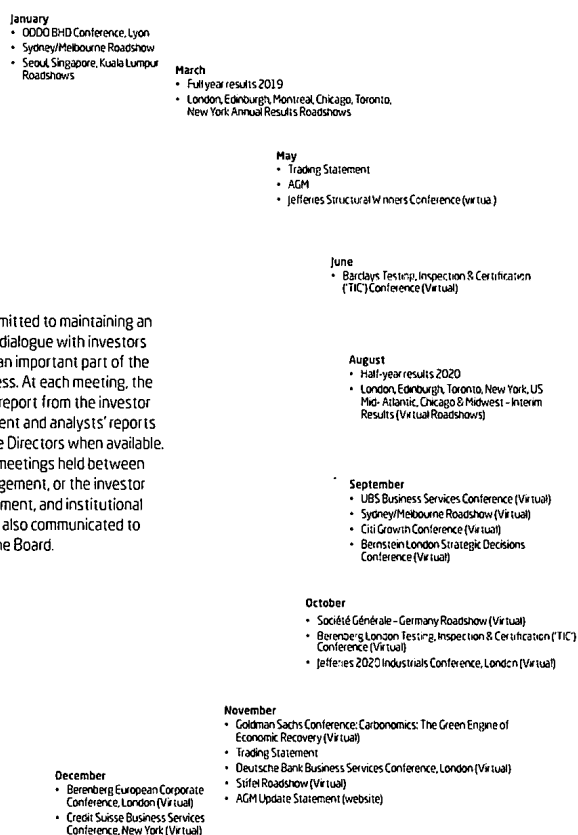 January
• ODDO BHD Conference, Lyon
• Sydney/Melbourne Roadshow
• Seoul, Singapore, Kuala Lumpur
Roadshows
March
• Full year results 2019
• London, Edinburgh, Montreal, Chicago, Toronto,
New York Annual Results Roadshows
May
• Trading Statement
• AGM
• Jefferies Structural Winners Conference (virtual)
June
• Barclays Testing, Inspection & Certification
('TIC') Conference (Virtual)
mitted to maintaining an
dialogue with investors
an important part of the
ess. At each meeting, the
report from the investor
ent and analysts' reports
e Directors when available.
meetings held between
gement, or the investor
ment, and institutional
also communicated to
he Board.
August
• Half-year results 2020
• London, Edinburgh, Toronto, New York, US
Mid- Atlantic, Chicago & Midwest – Interim
Results (Virtual Roadshows)
September
• UBS Business Services Conference (Virtual)
• Sydney/Melbourne Roadshow (Virtual)
• Citi Growth Conference (Virtual)
• Bernstein London Strategic Decisions
Conference (Virtual)
October
• Société Générale – Germany Roadshow (Virtual)
• Berenberg London Testing, Inspection & Certification ('TIC')
Conference (Virtual)
• Jefferies 2020 Industrials Conference, London (Virtual)
November
• Goldman Sachs Conference: Carbonomics: The Green Engine of
Economic Recovery (Virtual)
• Trading Statement
• Deutsche Bank Business Services Conference, London (Virtual)
• Stifel Roadshow (Virtual)
• AGM Update Statement (website)
December
• Berenberg European Corporate
Conference, London (Virtual)
• Credit Suisse Business Services
Conference, New York (Virtual)